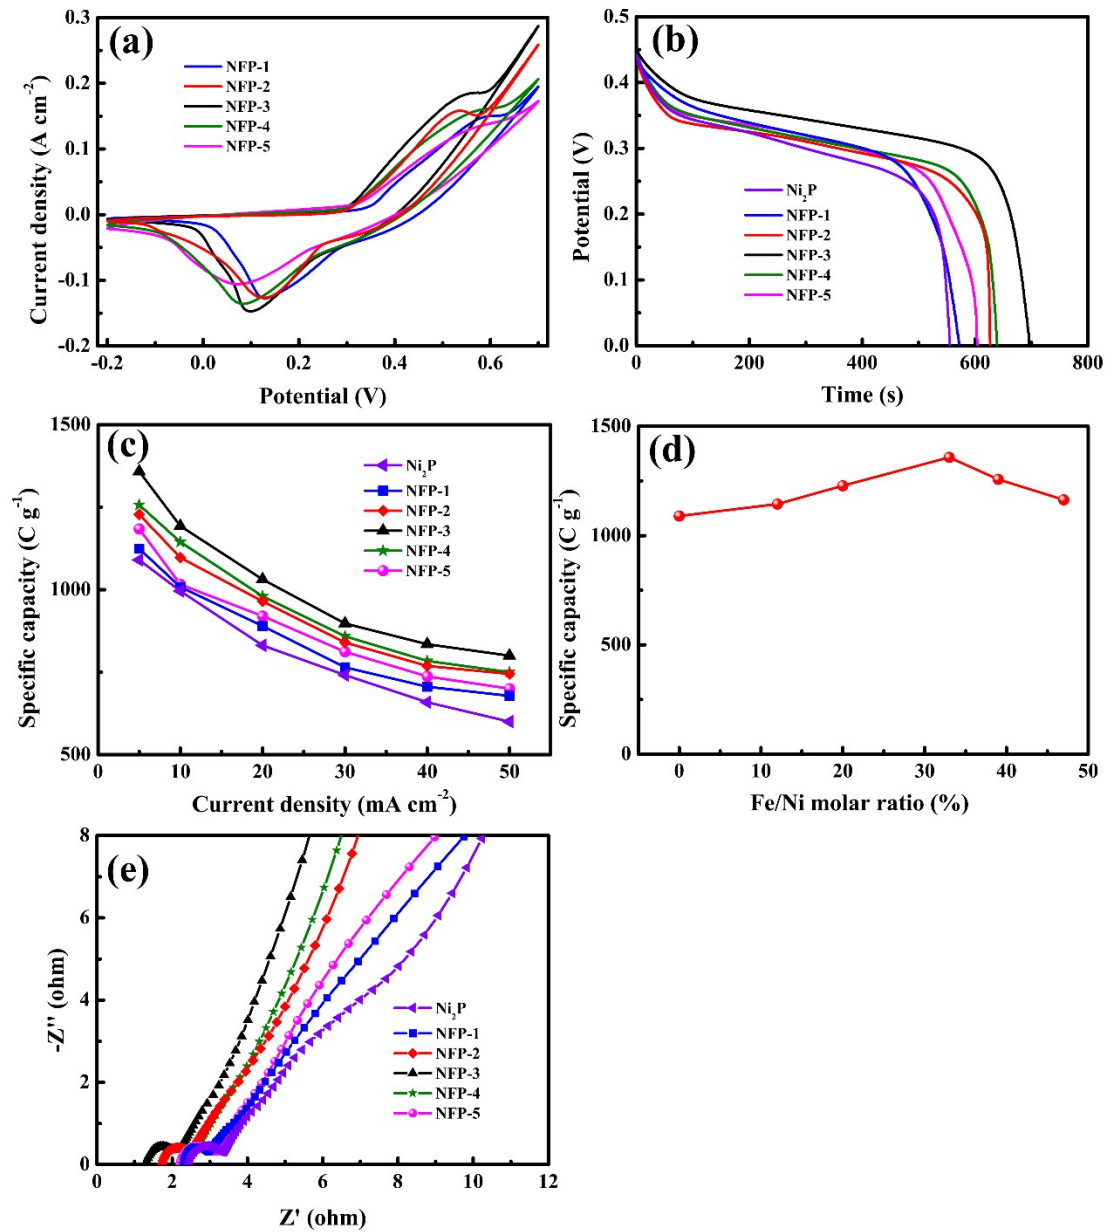 (a)
NFP-1
NFP-2
NFP-3
NFP-4
NFP-5
0.3
0.2
0.1
0.0
-0.1
-0.2
-0.2
0.0
0.2
0.4
0.6
Current density (A cm⁻²)
Potential (V)
(b)
Ni₂P
NFP-1
NFP-2
NFP-3
NFP-4
NFP-5
0.5
0.4
0.3
0.2
0.1
0.0
0
200
400
600
800
Potential (V)
Time (s)
(c)
Ni₂P
NFP-1
NFP-2
NFP-3
NFP-4
NFP-5
1500
1000
500
0
10
20
30
40
50
Specific capacity (C g⁻¹)
Current density (mA cm⁻²)
(d)
1500
1000
500
0
0
10
20
30
40
50
Specific capacity (C g⁻¹)
Fe/Ni molar ratio (%)
(e)
Ni₂P
NFP-1
NFP-2
NFP-3
NFP-4
NFP-5
8
6
4
2
0
0
2
4
6
8
10
12
-Z'' (ohm)
Z' (ohm)